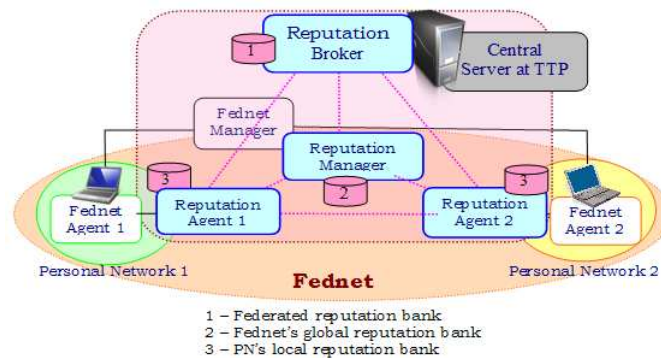 Reputation
Broker
1
Central
Server at TTP
Fednet
Manager
Reputation
Manager
3
2
3
Fednet
Agent 1
Reputation
Agent 1
Reputation
Agent 2
Fednet
Agent 2
Personal Network 1
Personal Network 2
Fednet
1 – Federated reputation bank
2 – Fednet's global reputation bank
3 – PN's local reputation bank